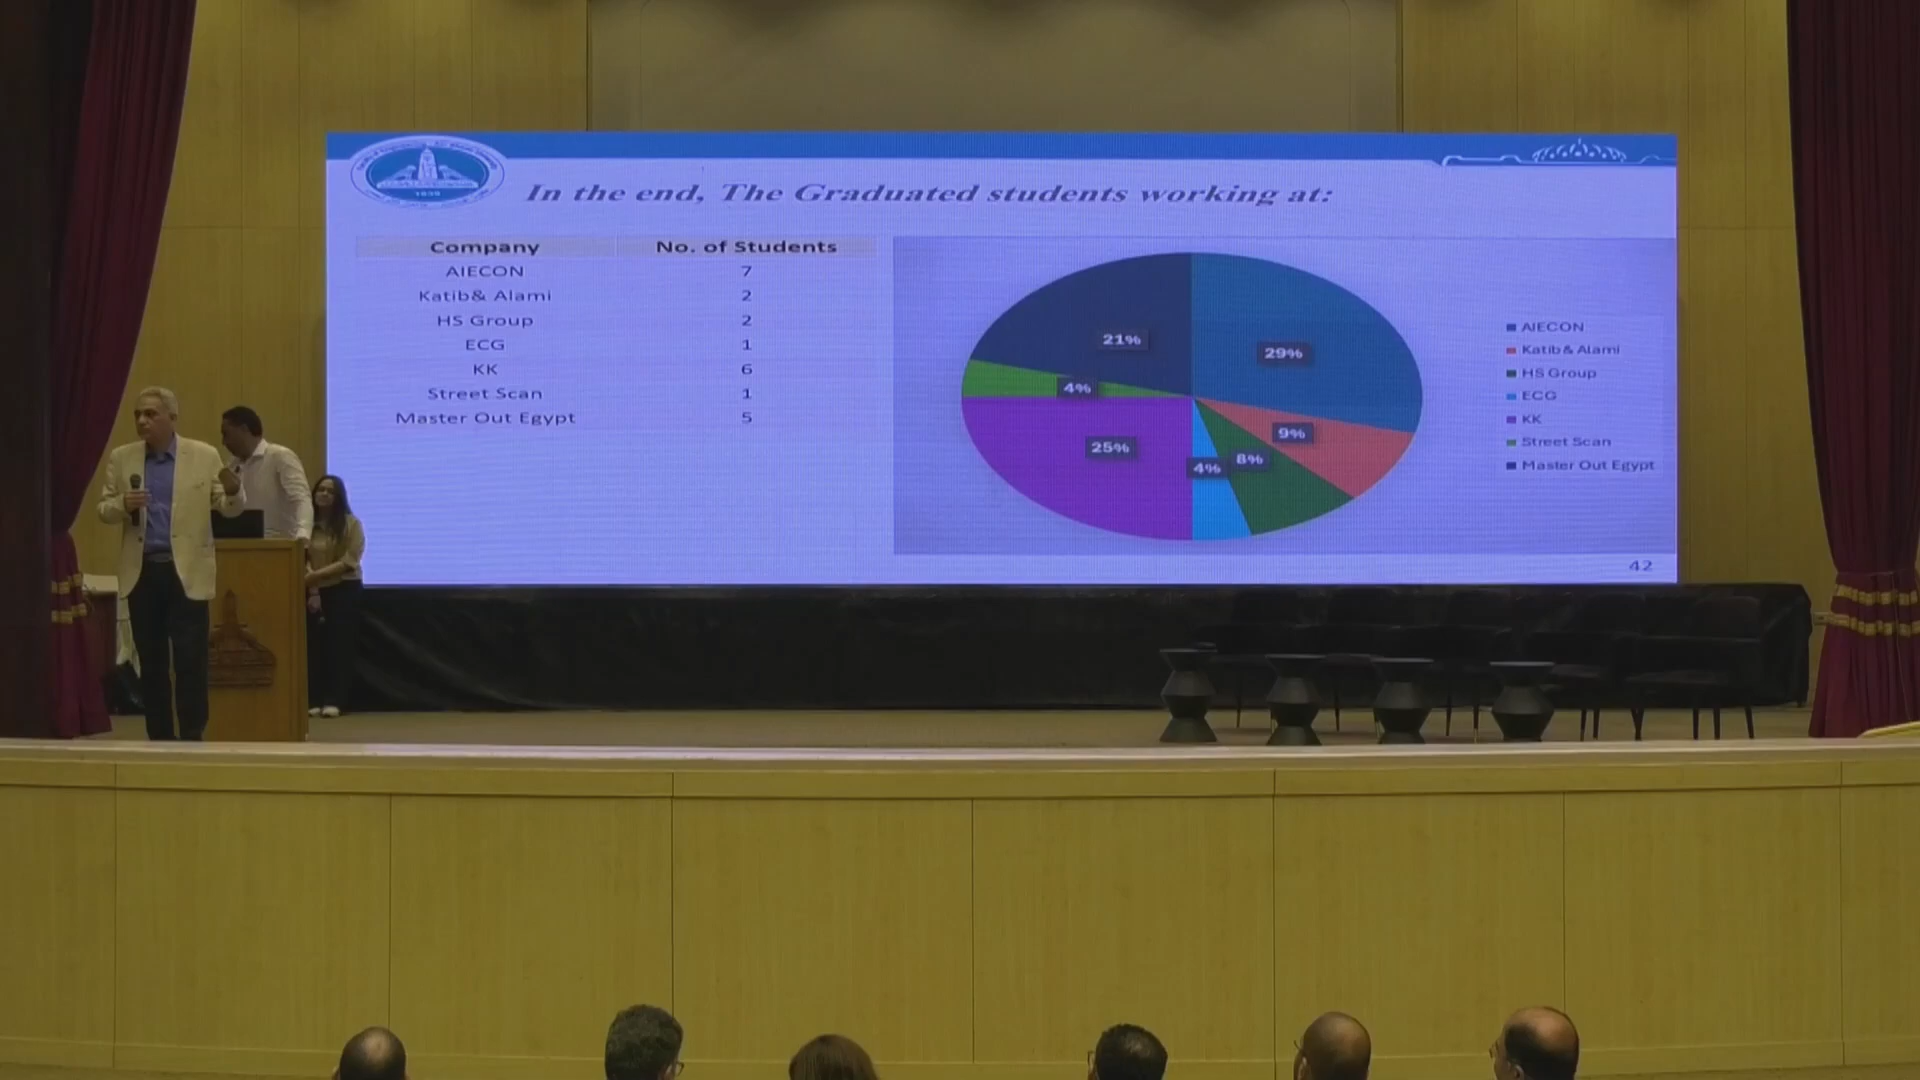 In the end, The Graduated students working at:
Company No. of Students
AIECON 7
Katib& Alami 2
HS Group 2
ECG 1
KK 6
Street Scan 1
Master Out Egypt 5
21%
29%
4%
9%
25%
8%
4%
AIECON
Katib & Alami
HS Group
ECG
KK
Street Scan
Master Out Egypt
42